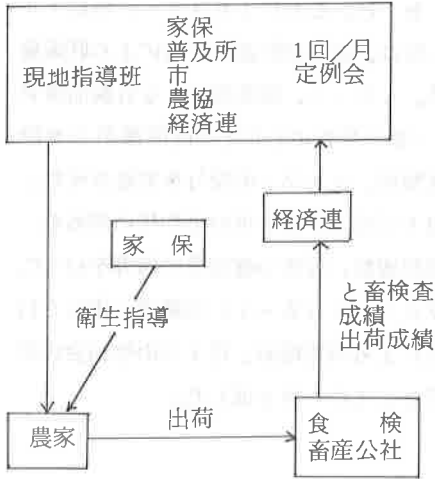 家保
普及所
現地指導班 市
農協
経済連
1回／月
定例会
経済連
家 保
衛生指導
と畜検査
成績
出荷成績
出荷
農家
食 検
畜産公社